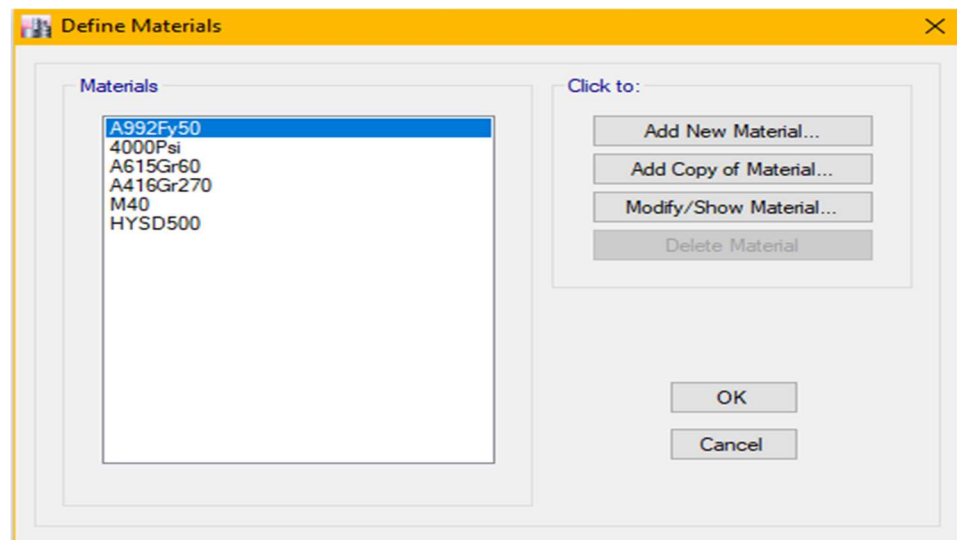 Define Materials
Materials
A992Fy50
4000Psi
A615Gr60
A416Gr270
M40
HYSD500
Click to:
Add New Material...
Add Copy of Material...
Modify/Show Material...
Delete Material
OK
Cancel